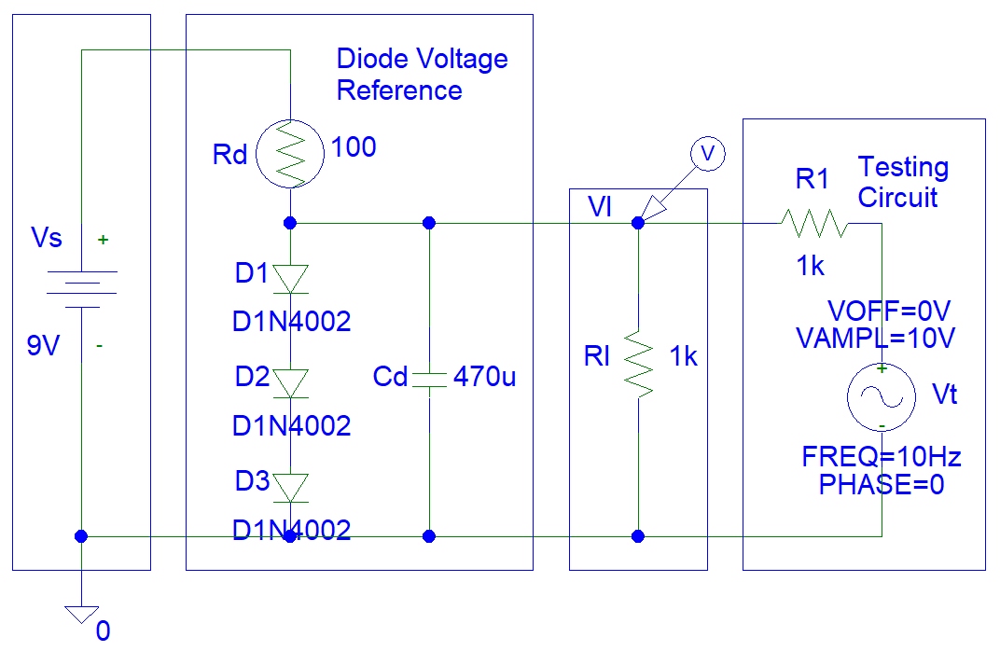 Diode Voltage
Reference
Rd
100
V
Testing
Circuit
R1
1k
Vl
Vs
+
9V
-
D1
D1N4002
D2
D1N4002
D3
D1N4002
Cd
470u
Rl
1k
VOFF=0V
VAMPL=10V
+
Vt
-
FREQ=10Hz
PHASE=0
0